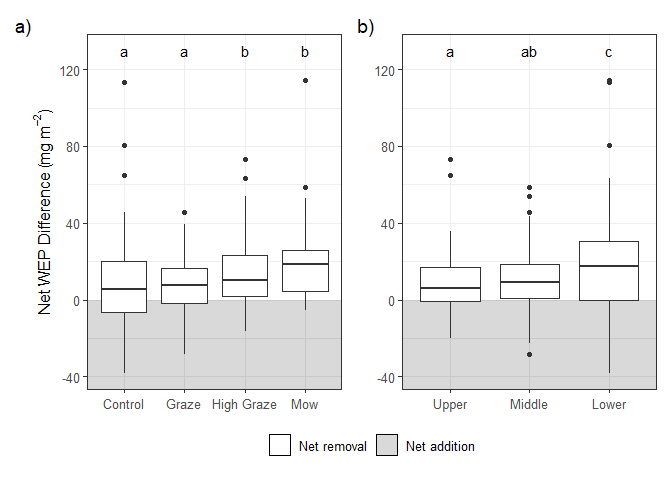 a)
b)
Net WEP Difference (mg m⁻²)
a a b b
a ab c
120
80
40
0
-40
120
80
40
0
-40
Control Graze High Graze Mow
Upper Middle Lower
Net removal Net addition